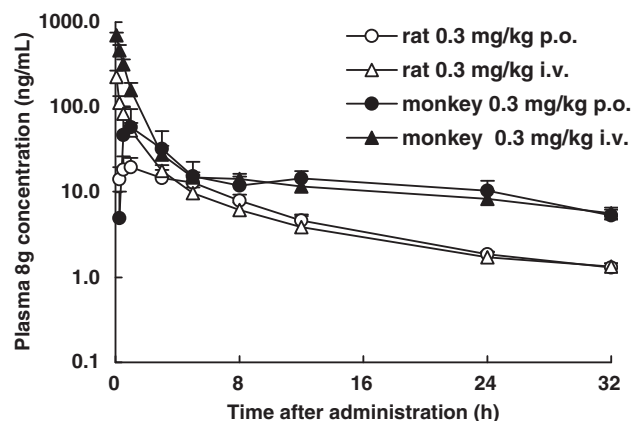 Plasma 8g concentration (ng/mL)
1000.0
100.0
10.0
1.0
0.1
rat 0.3 mg/kg p.o.
rat 0.3 mg/kg i.v.
monkey 0.3 mg/kg p.o.
monkey 0.3 mg/kg i.v.
0 8 16 24 32
Time after administration (h)